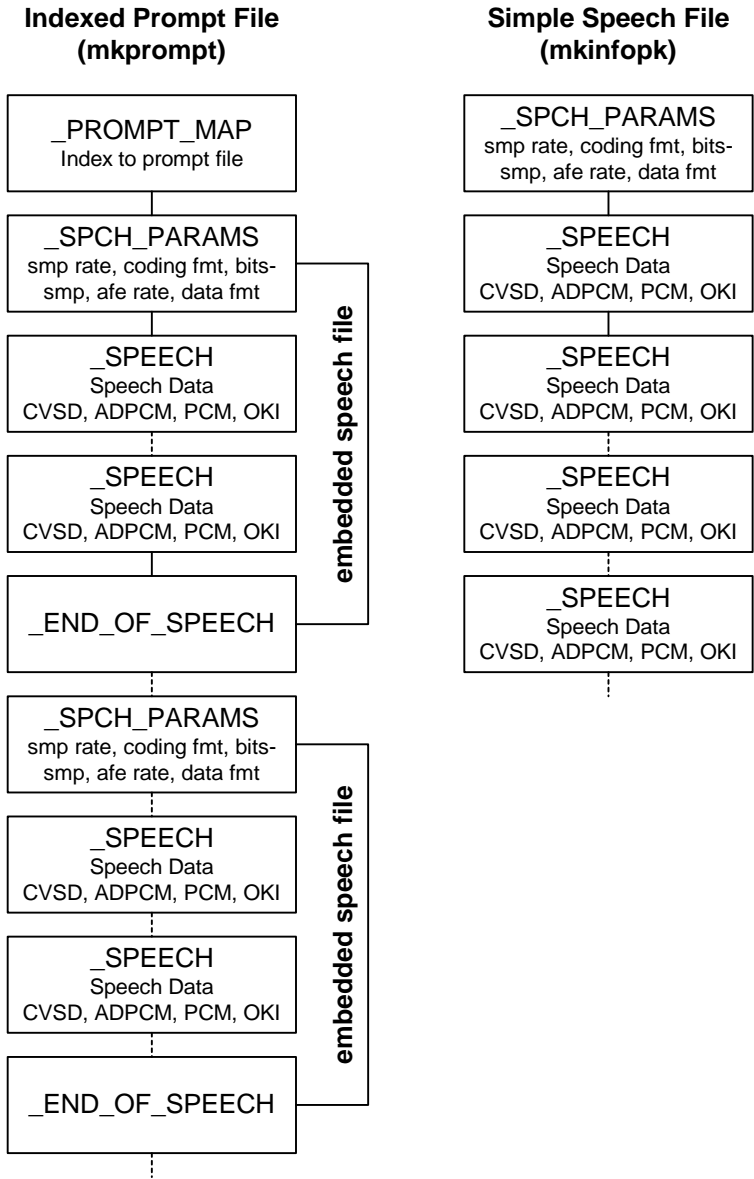 Indexed Prompt File
(mkprompt)
_PROMPT_MAP
Index to prompt file
_SPCH_PARAMS
smp rate, coding fmt, bits-
smp, afe rate, data fmt
_SPEECH
Speech Data
CVSD, ADPCM, PCM, OKI
_SPEECH
Speech Data
CVSD, ADPCM, PCM, OKI
_END_OF_SPEECH
embedded speech file
_SPCH_PARAMS
smp rate, coding fmt, bits-
smp, afe rate, data fmt
_SPEECH
Speech Data
CVSD, ADPCM, PCM, OKI
_SPEECH
Speech Data
CVSD, ADPCM, PCM, OKI
_END_OF_SPEECH
embedded speech file
Simple Speech File
(mkinfopk)
_SPCH_PARAMS
smp rate, coding fmt, bits-
smp, afe rate, data fmt
_SPEECH
Speech Data
CVSD, ADPCM, PCM, OKI
_SPEECH
Speech Data
CVSD, ADPCM, PCM, OKI
_SPEECH
Speech Data
CVSD, ADPCM, PCM, OKI
_SPEECH
Speech Data
CVSD, ADPCM, PCM, OKI